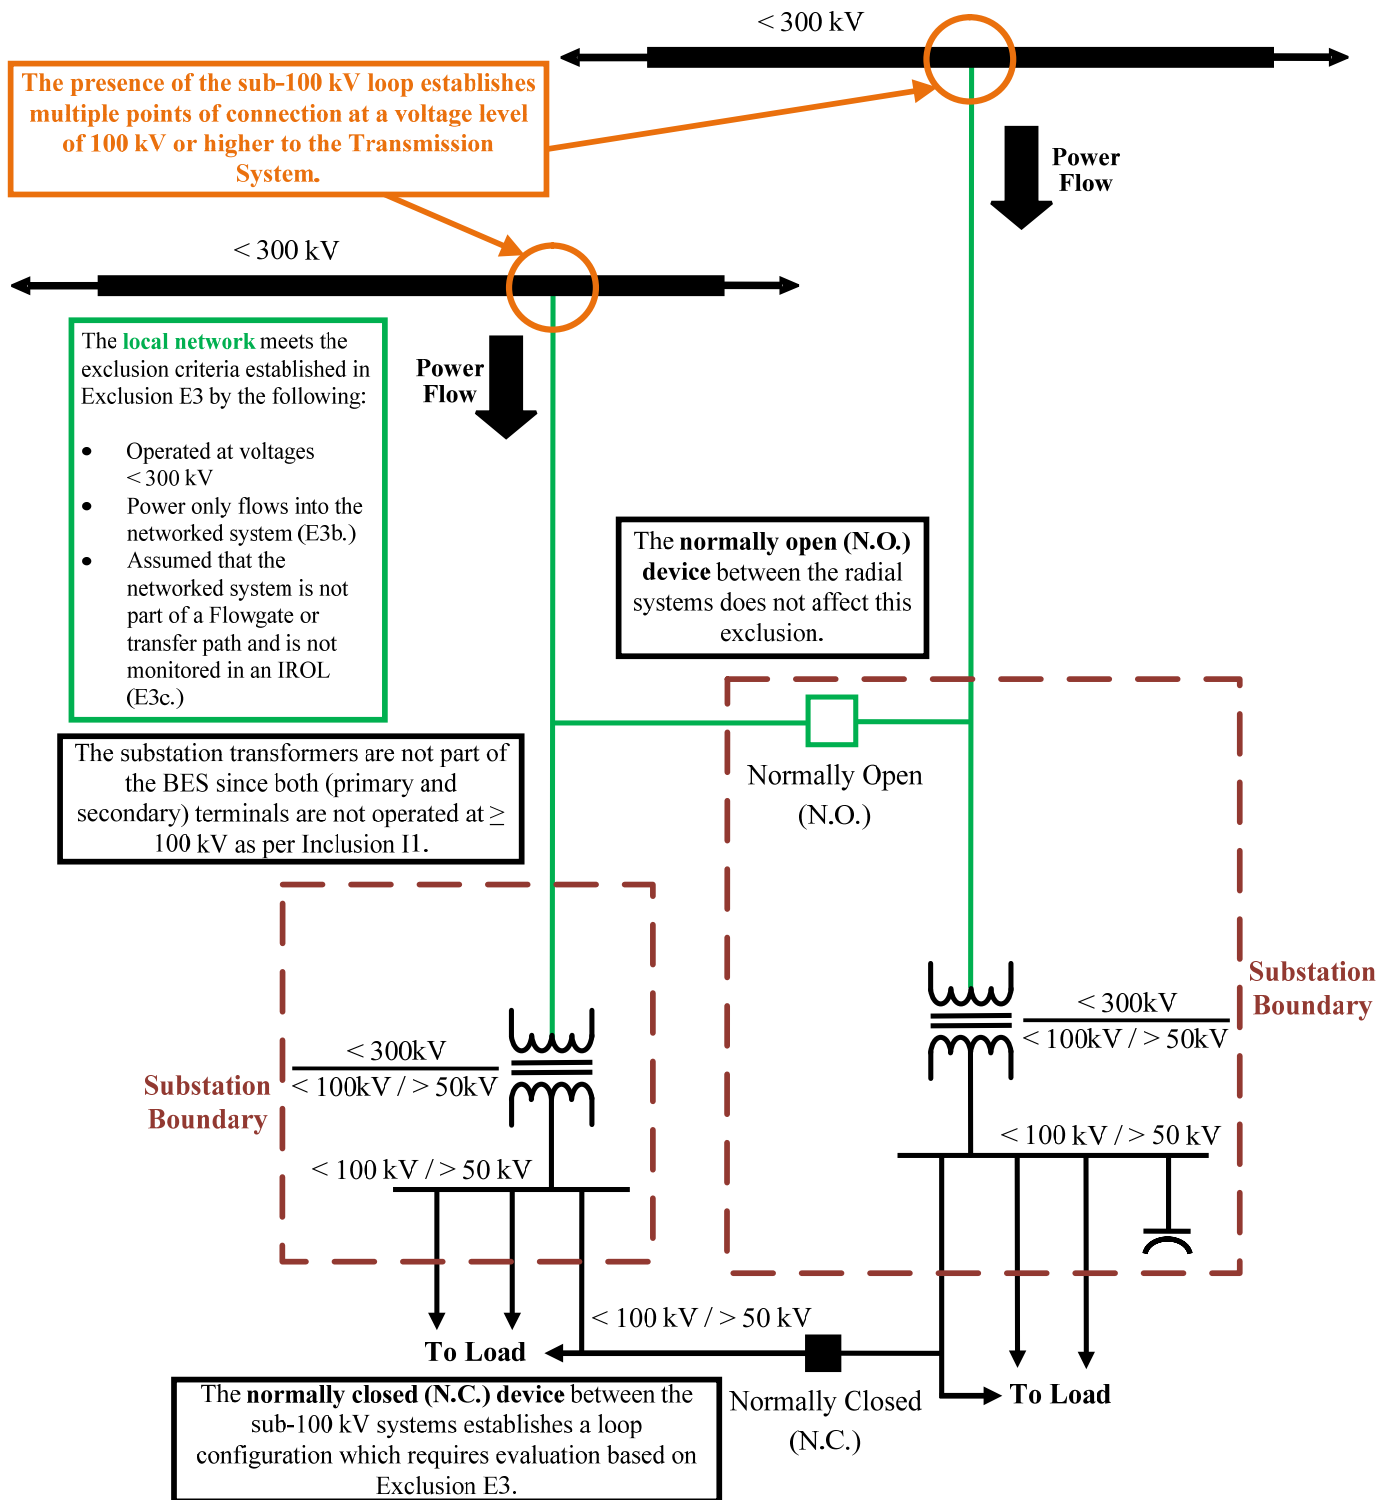 < 300 kV
The presence of the sub-100 kV loop establishes
multiple points of connection at a voltage level
of 100 kV or higher to the Transmission
System.
Power
Flow
< 300 kV
The local network meets the
exclusion criteria established in
Exclusion E3 by the following:
● Operated at voltages
< 300 kV
● Power only flows into the
networked system (E3b.)
● Assumed that the
networked system is not
part of a Flowgate or
transfer path and is not
monitored in an IROL
(E3c.)
Power
Flow
The normally open (N.O.)
device between the radial
systems does not affect this
exclusion.
The substation transformers are not part of
the BES since both (primary and
secondary) terminals are not operated at ≥
100 kV as per Inclusion I1.
Normally Open
(N.O.)
Substation
Boundary
< 300kV
< 100kV / > 50kV
< 300kV
< 100kV / > 50kV
Substation
Boundary
< 100 kV / > 50 kV
< 100 kV / > 50 kV
< 100 kV / > 50 kV
To Load
To Load
Normally Closed
(N.C.)
The normally closed (N.C.) device between the
sub-100 kV systems establishes a loop
configuration which requires evaluation based on
Exclusion E3.